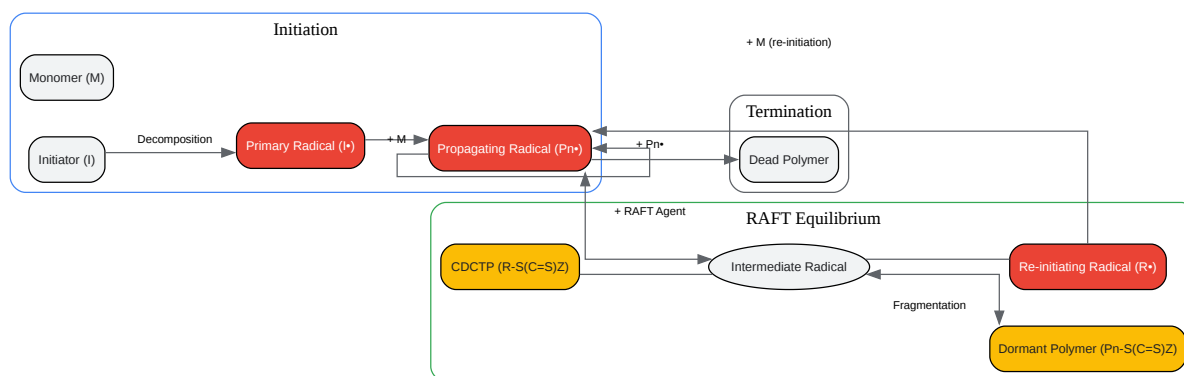 Initiation
+ M (re-initiation)
Monomer (M)
Termination
Decomposition
+ M
+ Pn•
Initiator (I)
Primary Radical (I•)
Propagating Radical (Pn•)
Dead Polymer
+ RAFT Agent
RAFT Equilibrium
CDCTP (R-S(C=S)Z)
Intermediate Radical
Re-initiating Radical (R•)
Fragmentation
Dormant Polymer (Pn-S(C=S)Z)